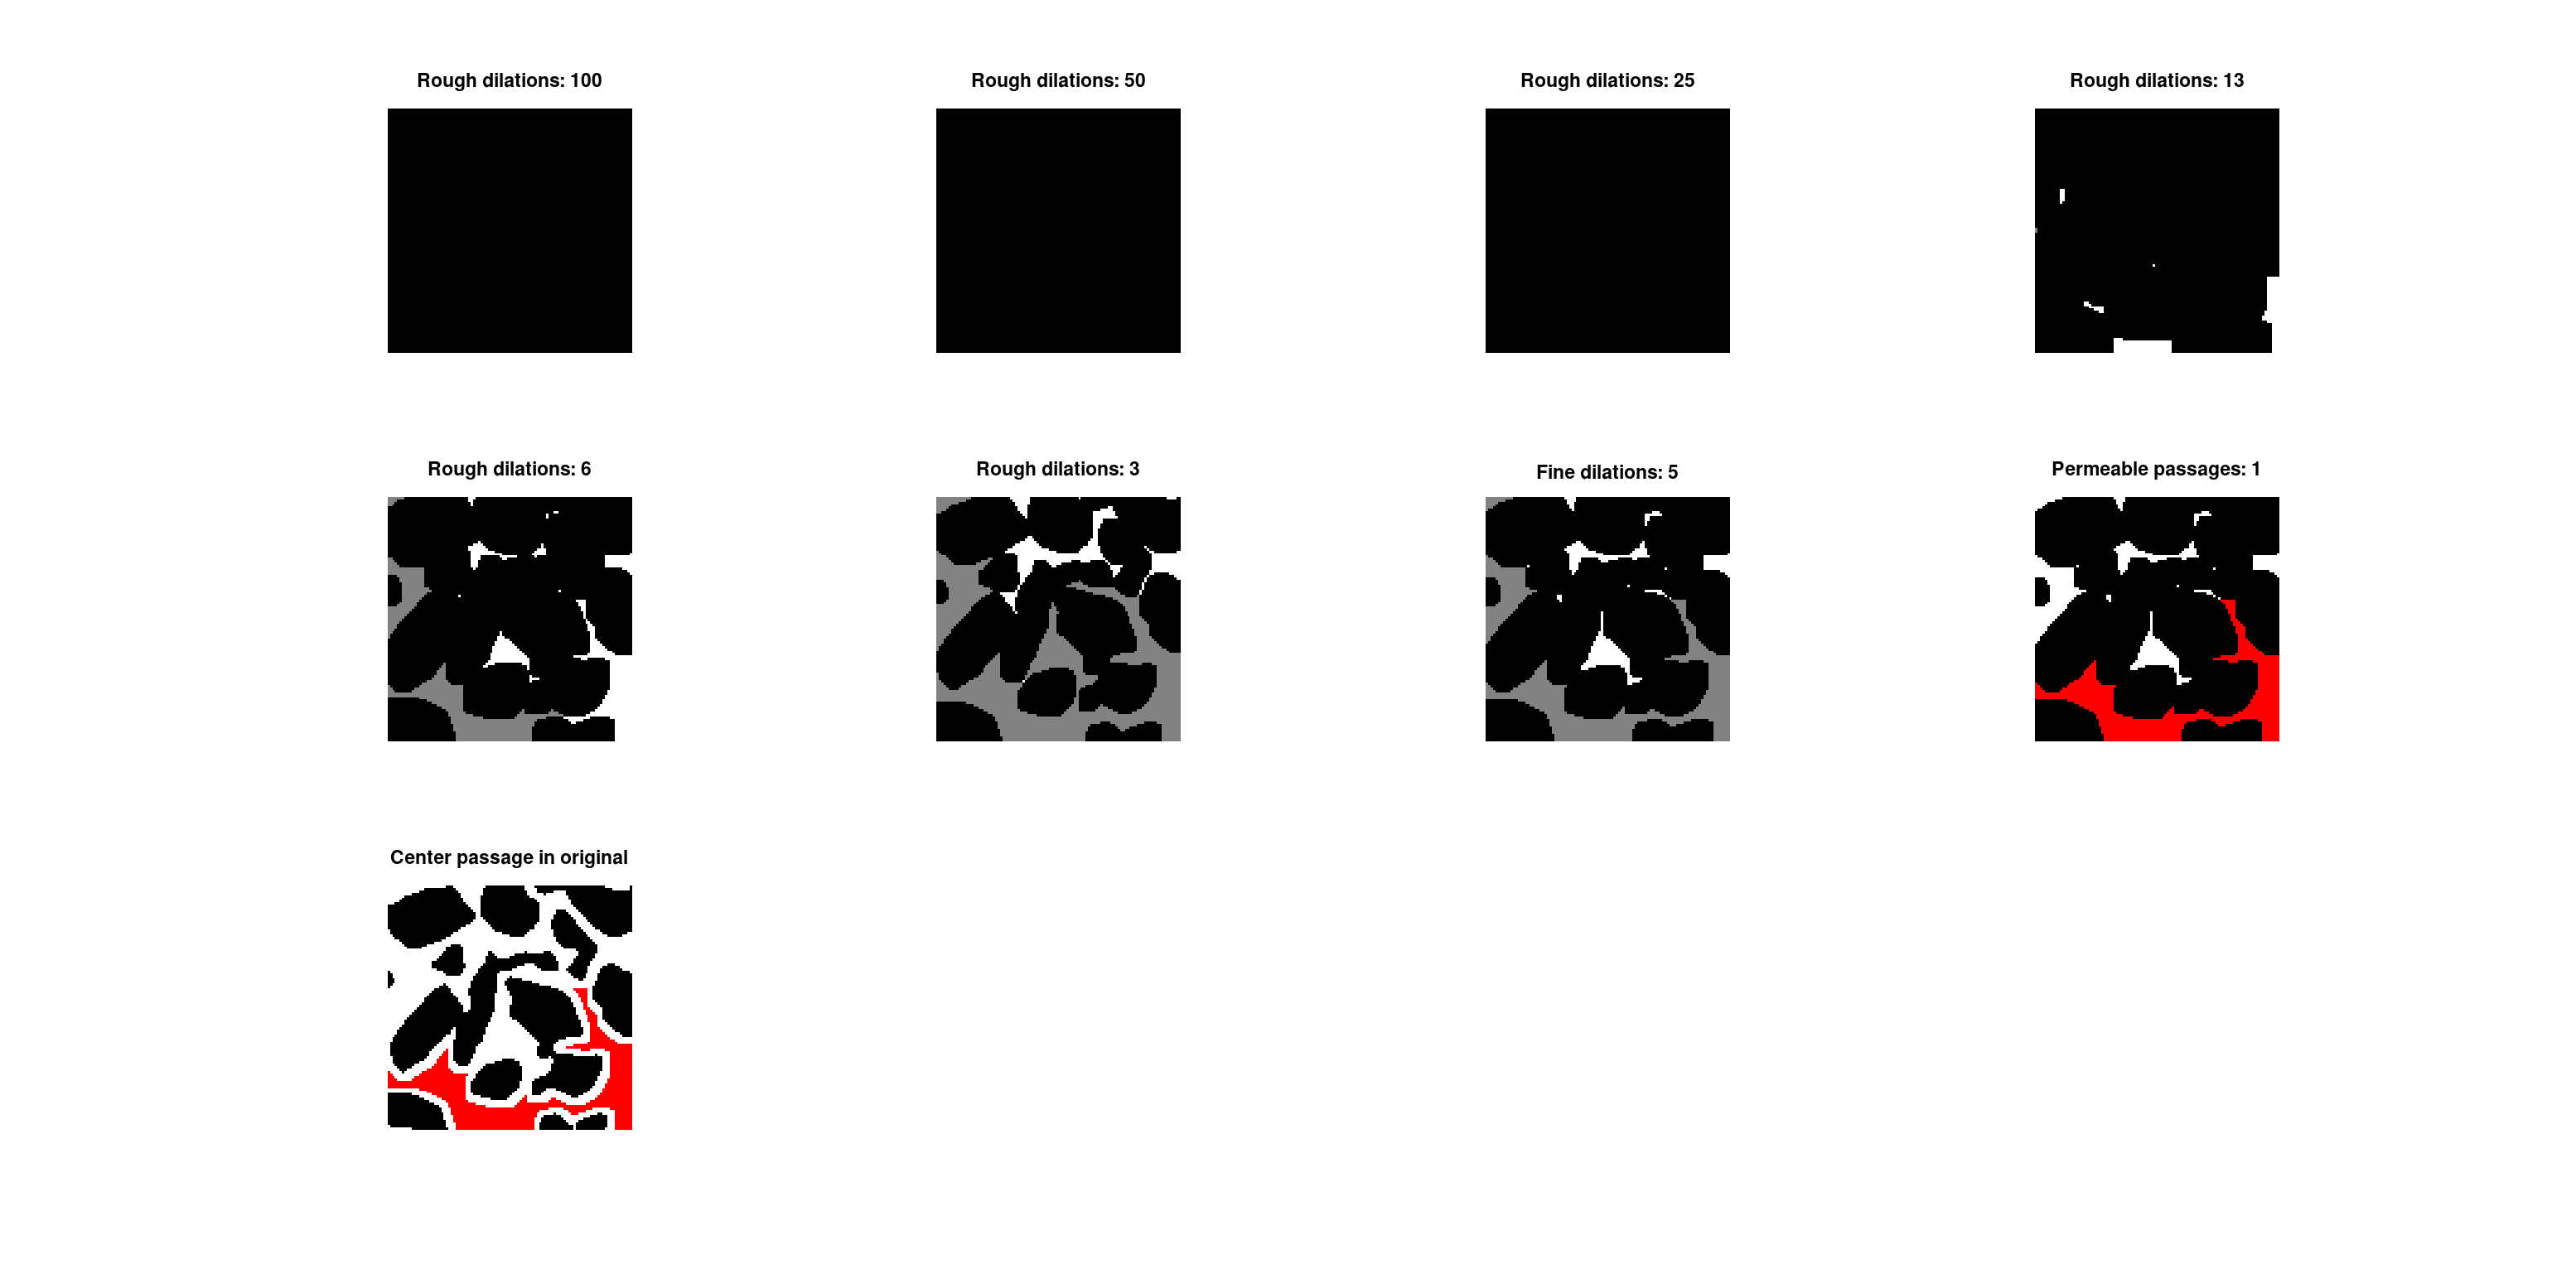 Rough dilations: 100
Rough dilations: 50
Rough dilations: 25
Rough dilations: 13
Rough dilations: 6
Rough dilations: 3
Fine dilations: 5
Permeable passages: 1
Center passage in original